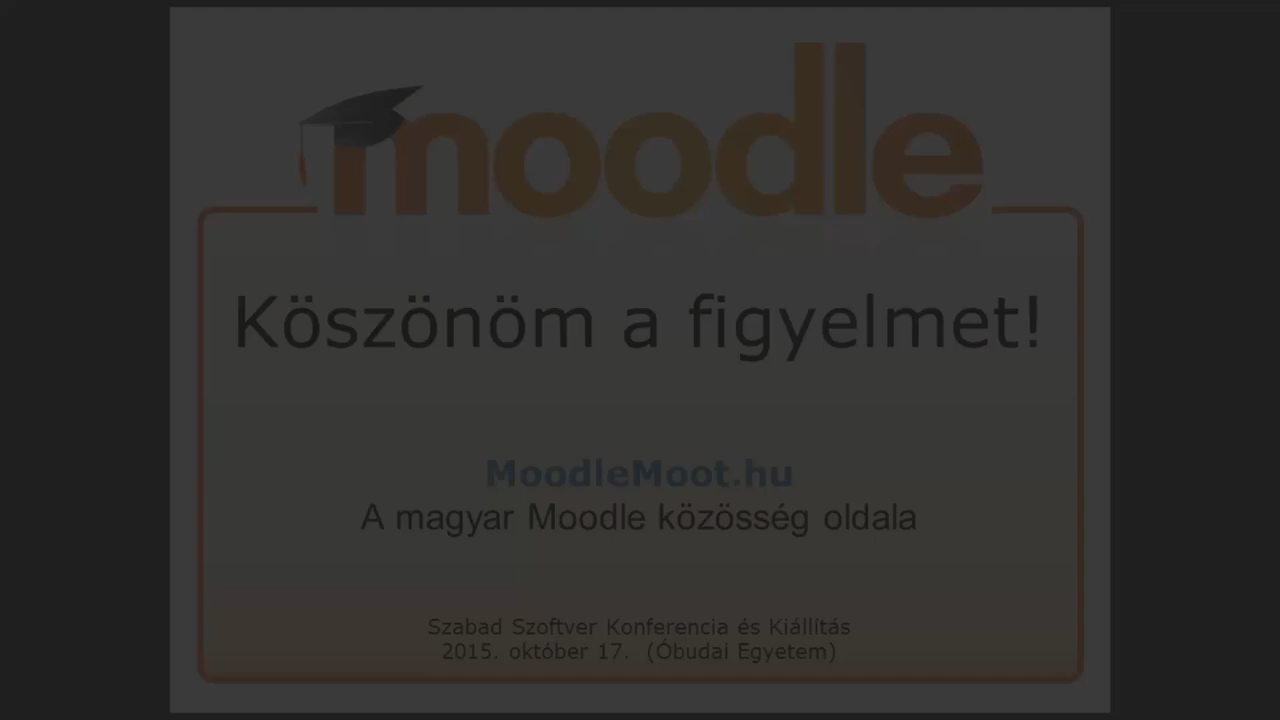 moodle
Köszönöm a figyelmet!
MoodleMoot.hu
A magyar Moodle közösség oldala
Szabad Szoftver Konferencia és Kiállítás
2015. október 17. (Óbudai Egyetem)